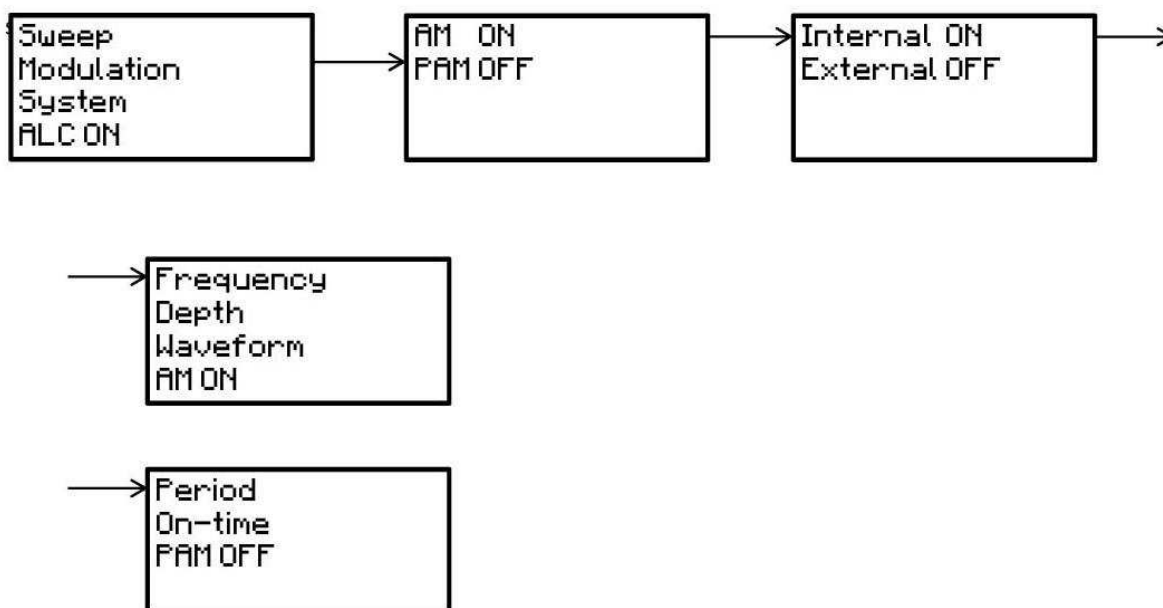 Sweep
Modulation
System
ALC ON
AM ON
PAM OFF
Internal ON
External OFF
Frequency
Depth
Waveform
AM ON
Period
On-time
PAM OFF